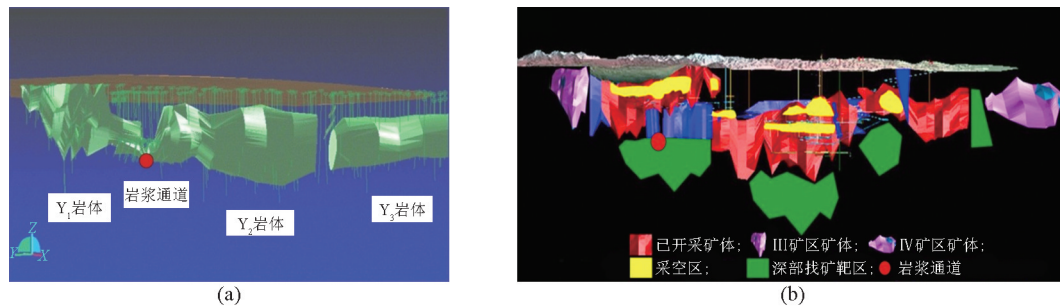 Y₁岩体
岩浆通道
Y₂岩体
Y₃岩体
Z
Y
X
(a)
已开采矿体; III矿区矿体; IV矿区矿体;
采空区; 深部找矿靶区; 岩浆通道
(b)